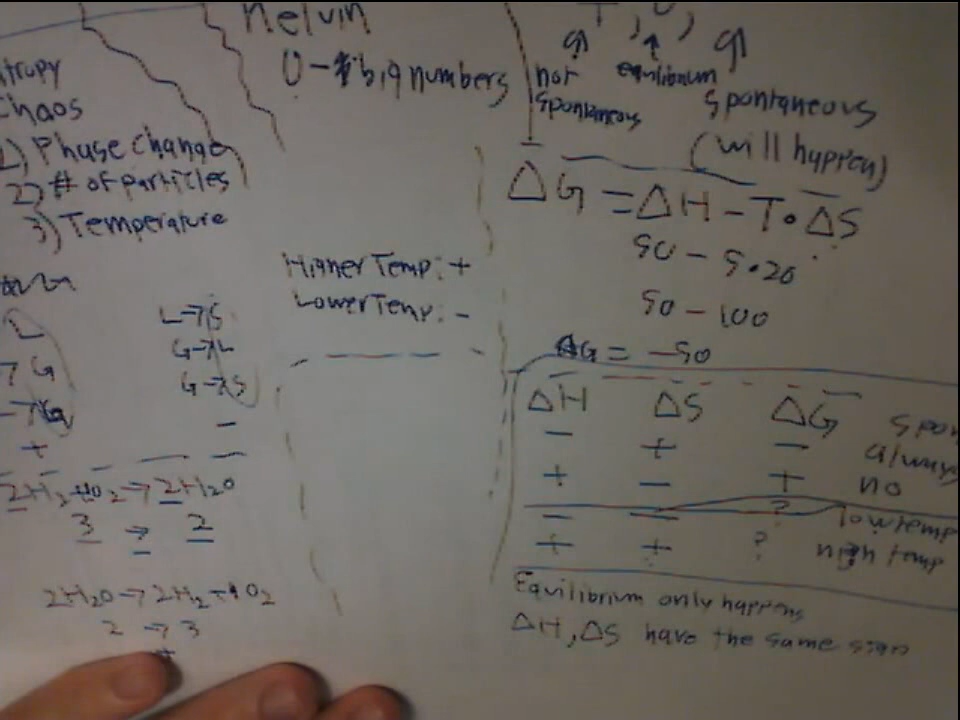 Kelvin
0 - big numbers
Chaos
1) Phase Change
2) # of particles
3) Temperature
L → S
G → L
G → S
-
+
2H₂ + O₂ → 2H₂O
3 → 2
-
2H₂O → 2H₂ + 1O₂
2 → 3
+
Higher Temp: +
Lower Temp: -
not spontaneous
equilibrium
spontaneous
(will happen)
ΔG = ΔH - T • ΔS
50 - 5 • 20
50 - 100
ΔG = -50
ΔH ΔS ΔG
- + - always
+ - + no
- - ? low temp
+ + ? high temp
Equilibrium only happens
ΔH, ΔS have the same sign